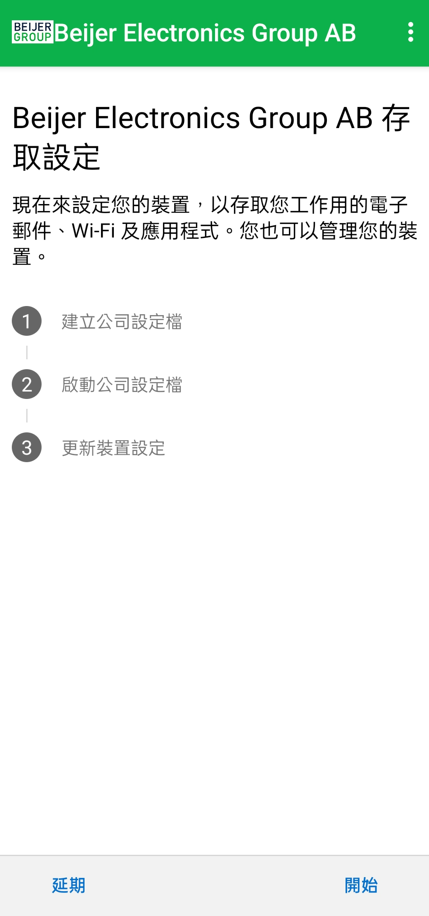 BEIJER
GROUP
Beijer Electronics Group AB
Beijer Electronics Group AB 存
取設定
現在來設定您的裝置，以存取您工作用的電子
郵件、Wi-Fi 及應用程式。您也可以管理您的裝
置。
1 建立公司設定檔
2 啟動公司設定檔
3 更新裝置設定
延期 開始